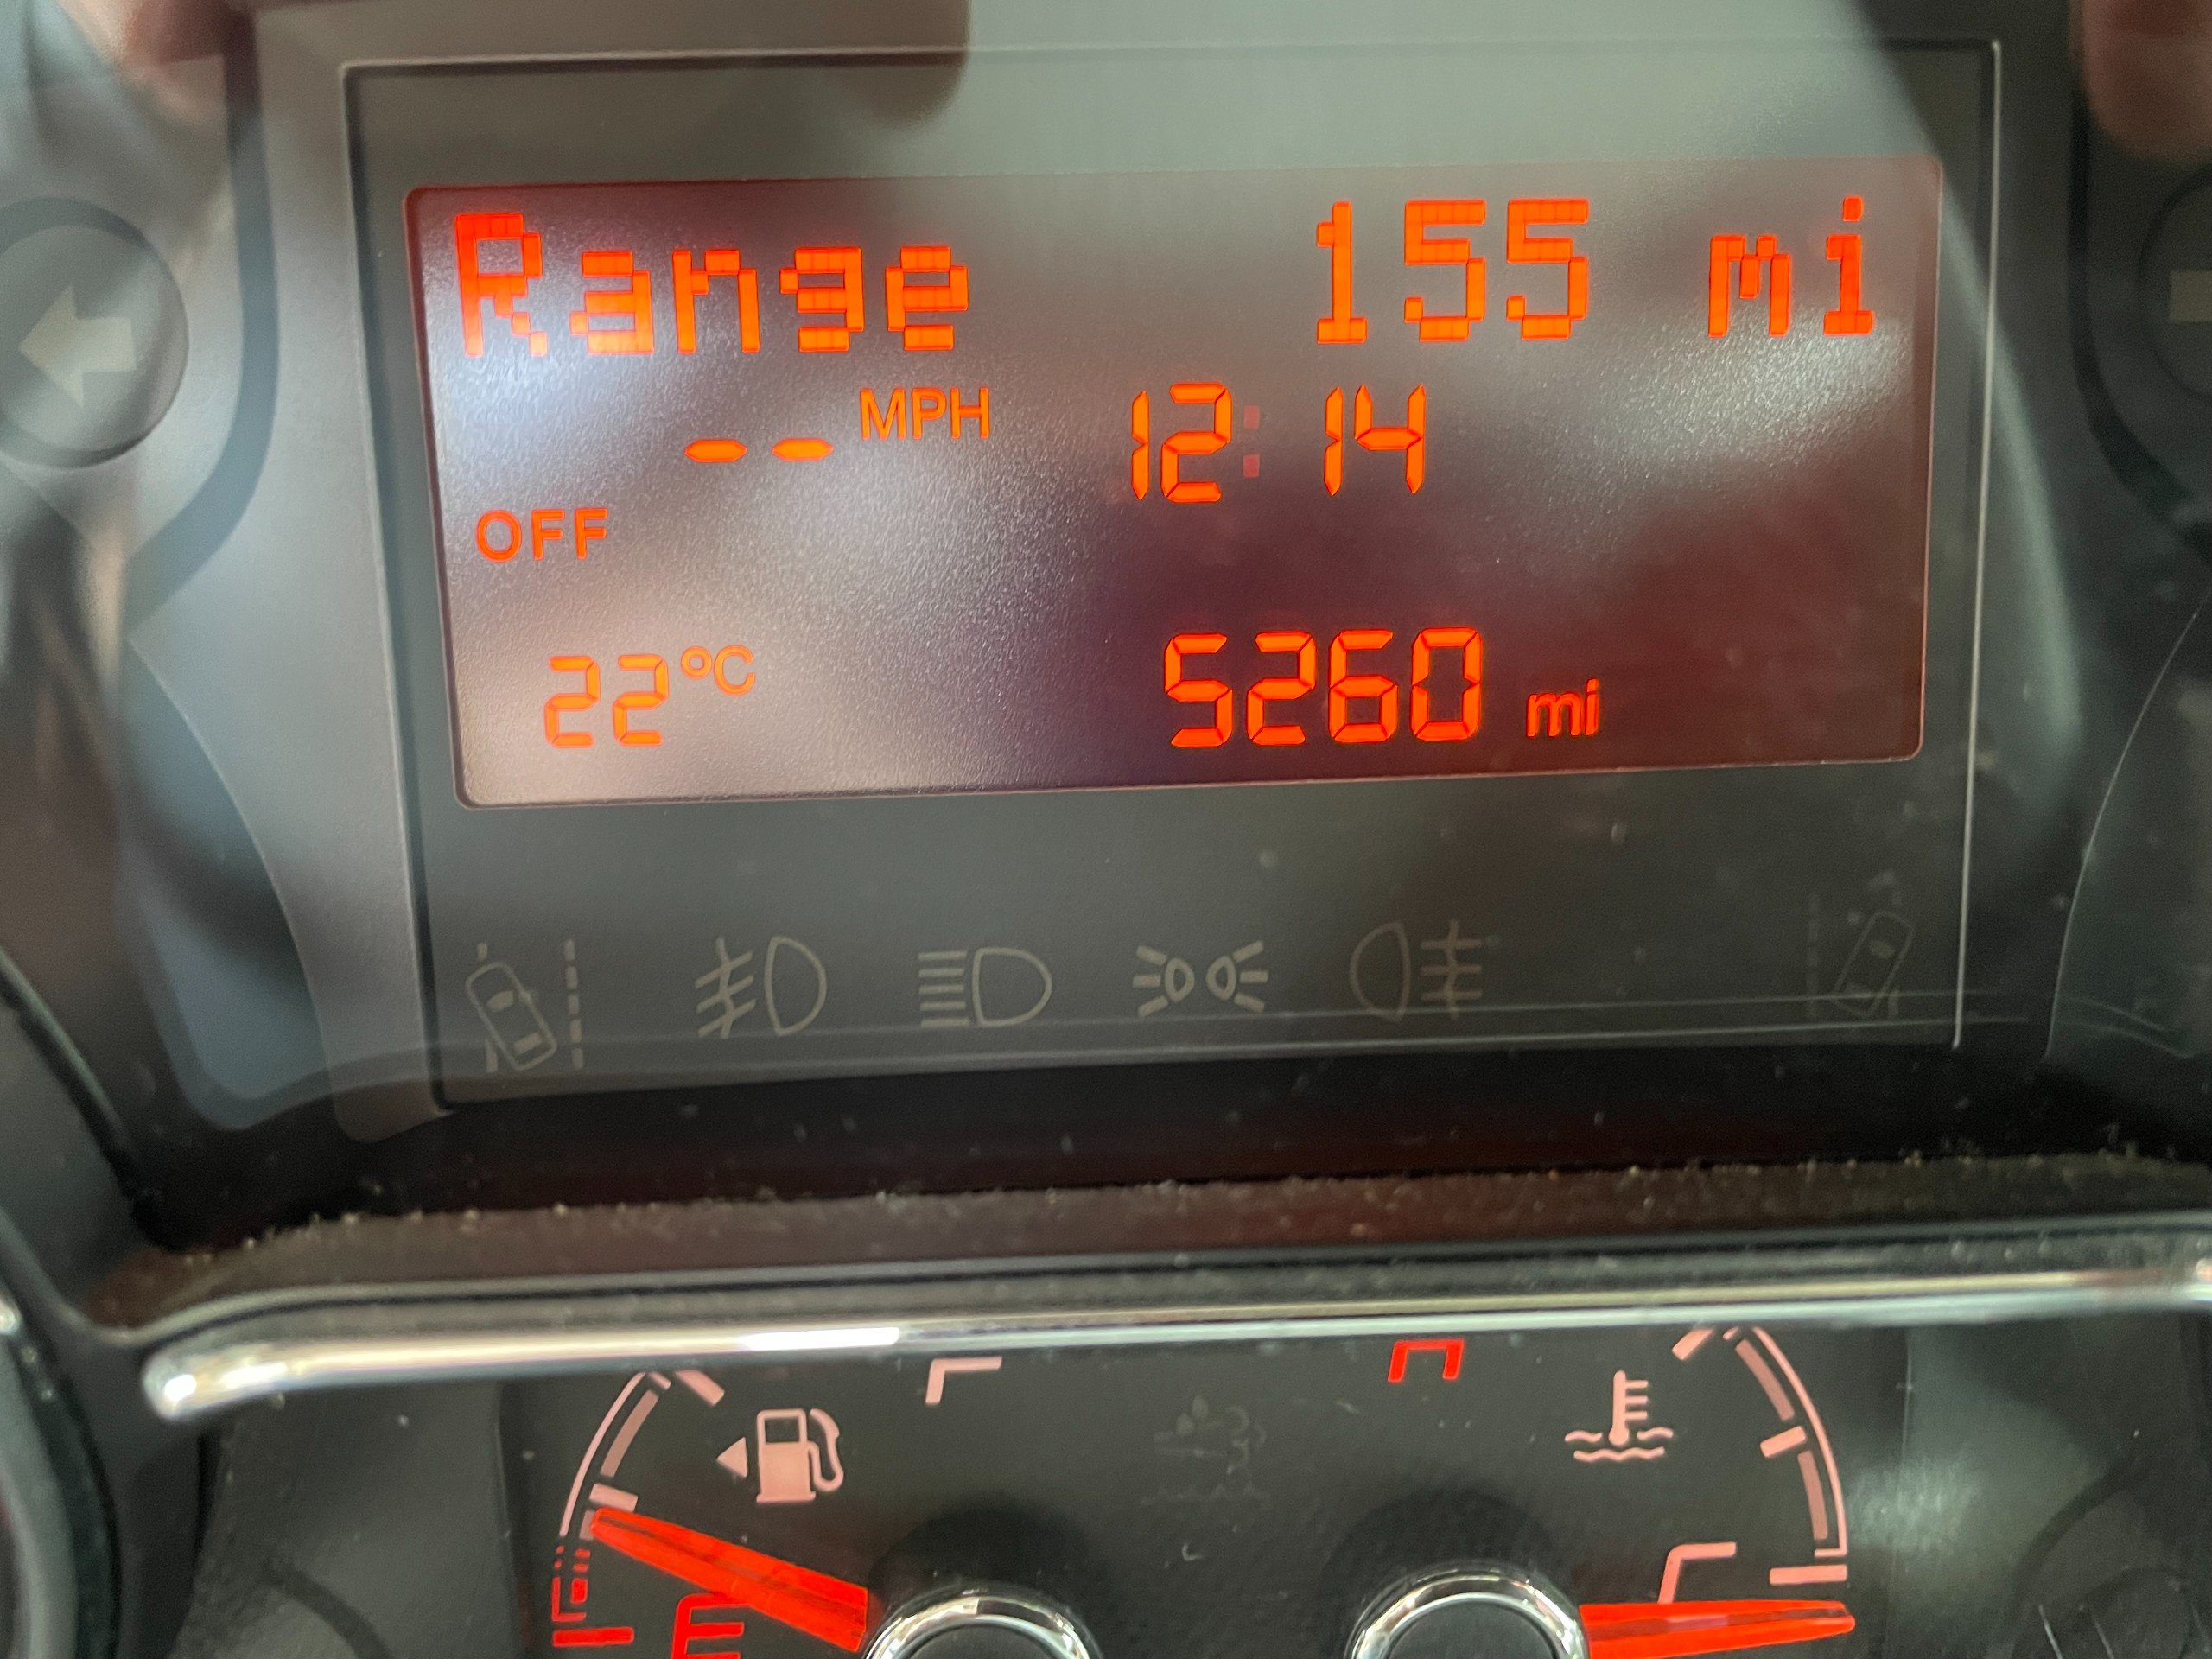 Range 155 mi
-- MPH 12:14
OFF
22 °C 5260 mi
E C